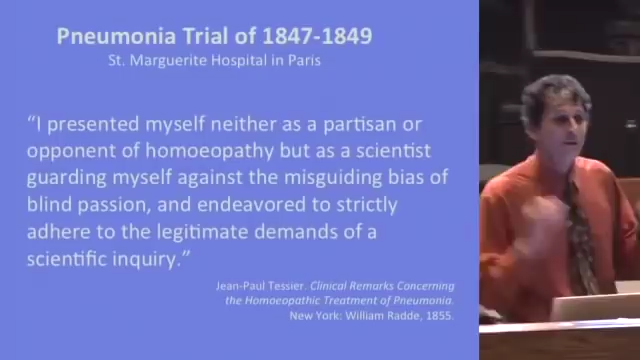 Pneumonia Trial of 1847-1849
St. Marguerite Hospital in Paris
“I presented myself neither as a partisan or
opponent of homoeopathy but as a scientist
guarding myself against the misguiding bias of
blind passion, and endeavored to strictly
adhere to the legitimate demands of a
scientific inquiry.”
Jean-Paul Tessier. Clinical Remarks Concerning
the Homoeopathic Treatment of Pneumonia.
New York: William Radde, 1855.